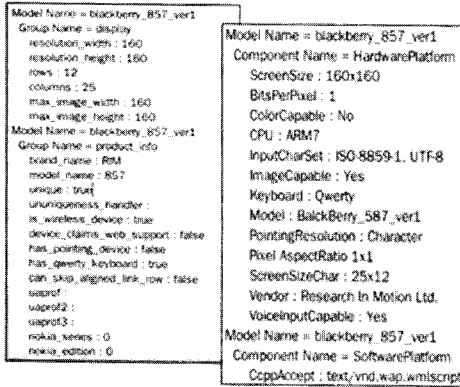 Model Name = blackberry_857_ver1
Group Name = display
resolution_width : 160
resolution_height : 160
rows : 12
columns : 25
max_image_width : 160
max_image_height : 160
Model Name = blackberry_857_ver1
Group Name = product_info
brand_name : RIM
model_name : 857
unique : true
ununiqueness_handler :
is_wireless_device : true
device_claims_web_support : false
has_pointing_device : false
has_qwerty_keyboard : true
can_skip_aligned_link_row : false
uaprof :
uaprof2 :
uaprof3 :
nokia_series : 0
nokia_edition : 0
Model Name = blackberry_857_ver1
Component Name = HardwarePlatform
ScreenSize : 160x160
BitsPerPixel : 1
ColorCapable : No
CPU : ARM7
InputCharSet : ISO-8859-1, UTF-8
ImageCapable : Yes
Keyboard : Qwerty
Model : BalckBerry_587_ver1
PointingResolution : Character
Pixel AspectRatio 1x1
ScreenSizeChar : 25x12
Vendor : Research In Motion Ltd.
VoiceInputCapable : Yes
Model Name = blackberry_857_ver1
Component Name = SoftwarePlatform
CcppAccept : text/vnd.wap.wmlscript